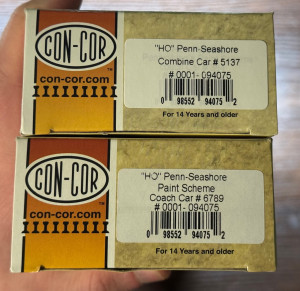 CON-COR
con-cor.com
"HO" Penn-Seashore
Combine Car # 5137
# 0001- 094075
0 98552 94075 2
For 14 Years and older
CON-COR
con-cor.com
"HO" Penn-Seashore
Paint Scheme
Coach Car # 6789
# 0001- 094075
0 98552 94075 2
For 14 Years and older